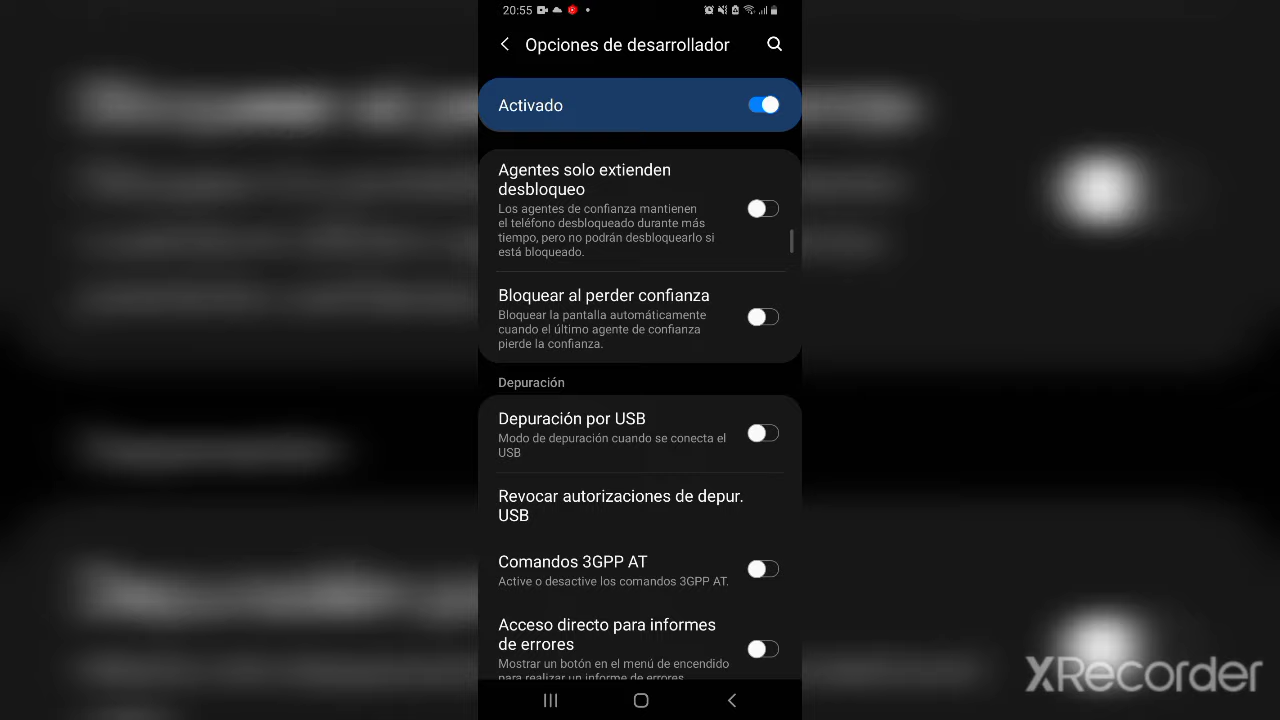 20:55
Opciones de desarrollador
Activado
Agentes solo extienden
desbloqueo
Los agentes de confianza mantienen
el teléfono desbloqueado durante más
tiempo, pero no podrán desbloquearlo si
está bloqueado.
Bloquear al perder confianza
Bloquear la pantalla automáticamente
cuando el último agente de confianza
pierde la confianza.
Depuración
Depuración por USB
Modo de depuración cuando se conecta el
USB
Revocar autorizaciones de depur.
USB
Comandos 3GPP AT
Active o desactive los comandos 3GPP AT.
Acceso directo para informes
de errores
Mostrar un botón en el menú de encendido
para realizar un informe de errores
XRecorder